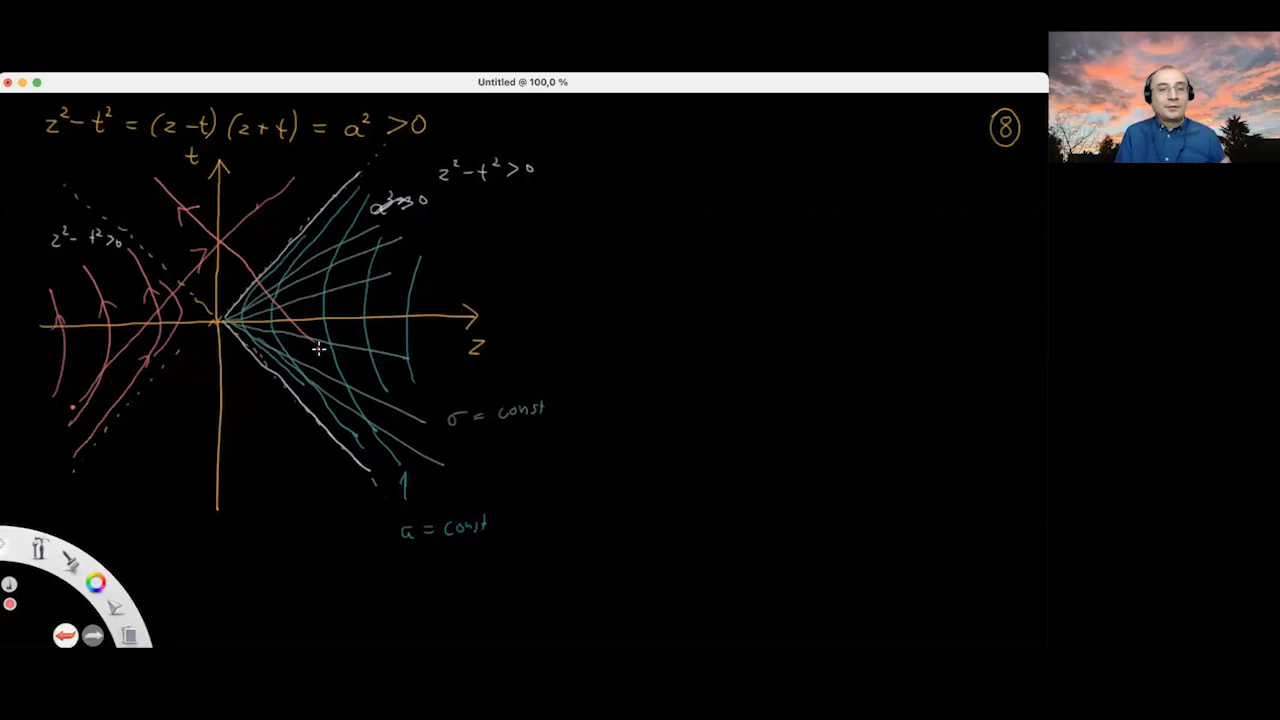 Untitled @ 100,0 %
z² - t² = (z - t) (z + t) = a² > 0
⑧
t
z² - t² > 0
z² - t² > 0
z
σ = const
a = const